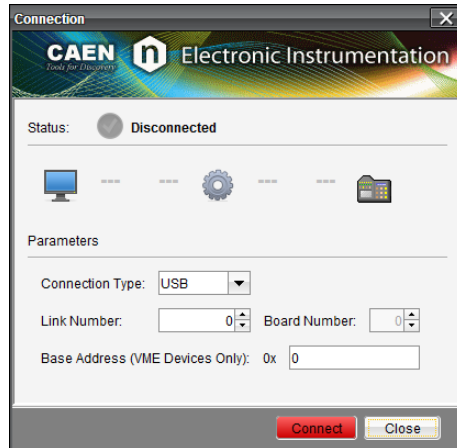 Connection
CAEN n Electronic Instrumentation
Tools for Discovery
Status: Disconnected
Parameters
Connection Type: USB
Link Number: 0 Board Number: 0
Base Address (VME Devices Only): 0x 0
Connect Close